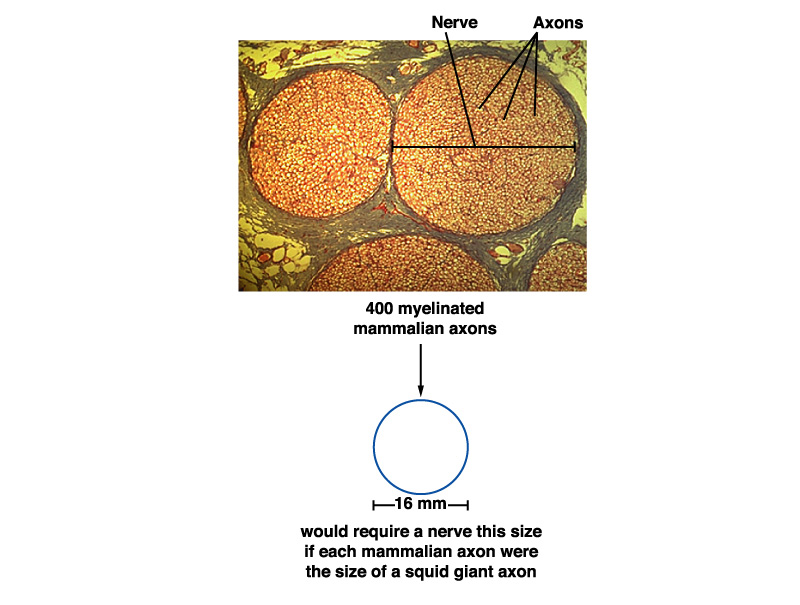 Nerve Axons
400 myelinated
mammalian axons
16 mm
would require a nerve this size
if each mammalian axon were
the size of a squid giant axon